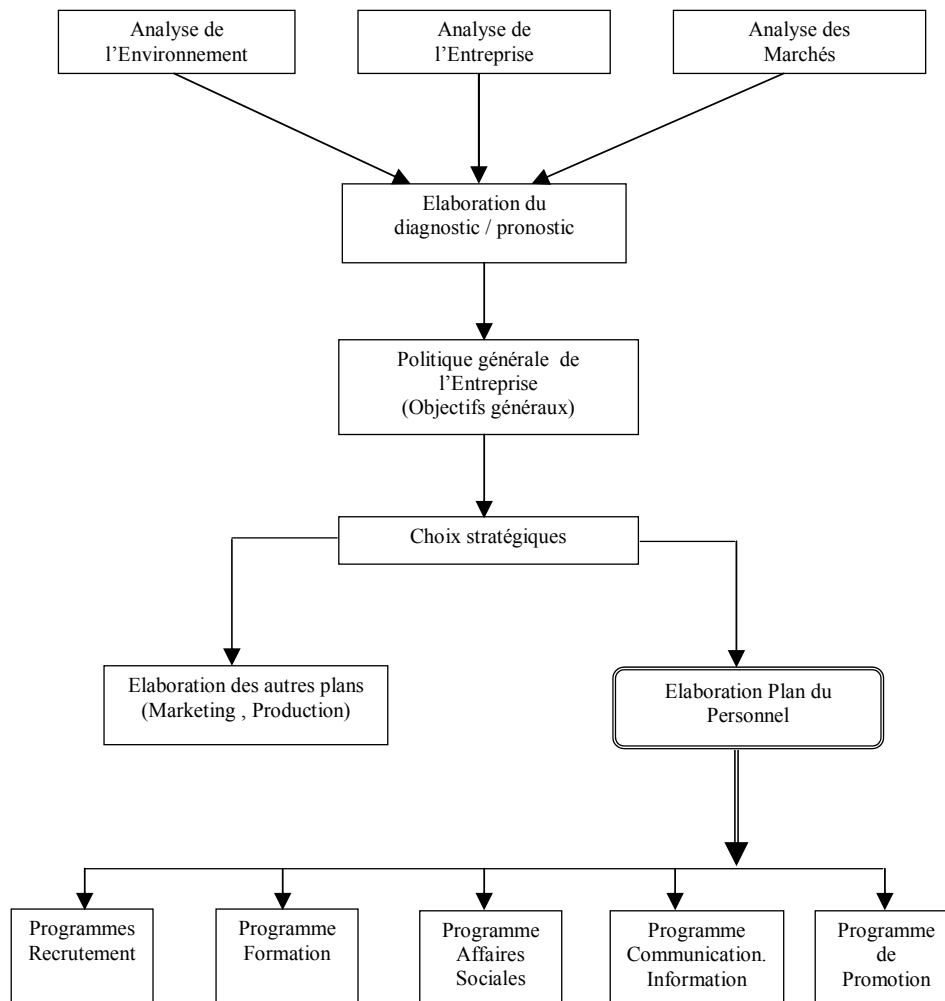 Analyse de
l'Environnement
Analyse de
l'Entreprise
Analyse des
Marchés
Elaboration du
diagnostic / pronostic
Politique générale de
l'Entreprise
(Objectifs généraux)
Choix stratégiques
Elaboration des autres plans
(Marketing , Production)
Elaboration Plan du
Personnel
Programmes
Recrutement
Programme
Formation
Programme
Affaires
Sociales
Programme
Communication.
Information
Programme
de
Promotion